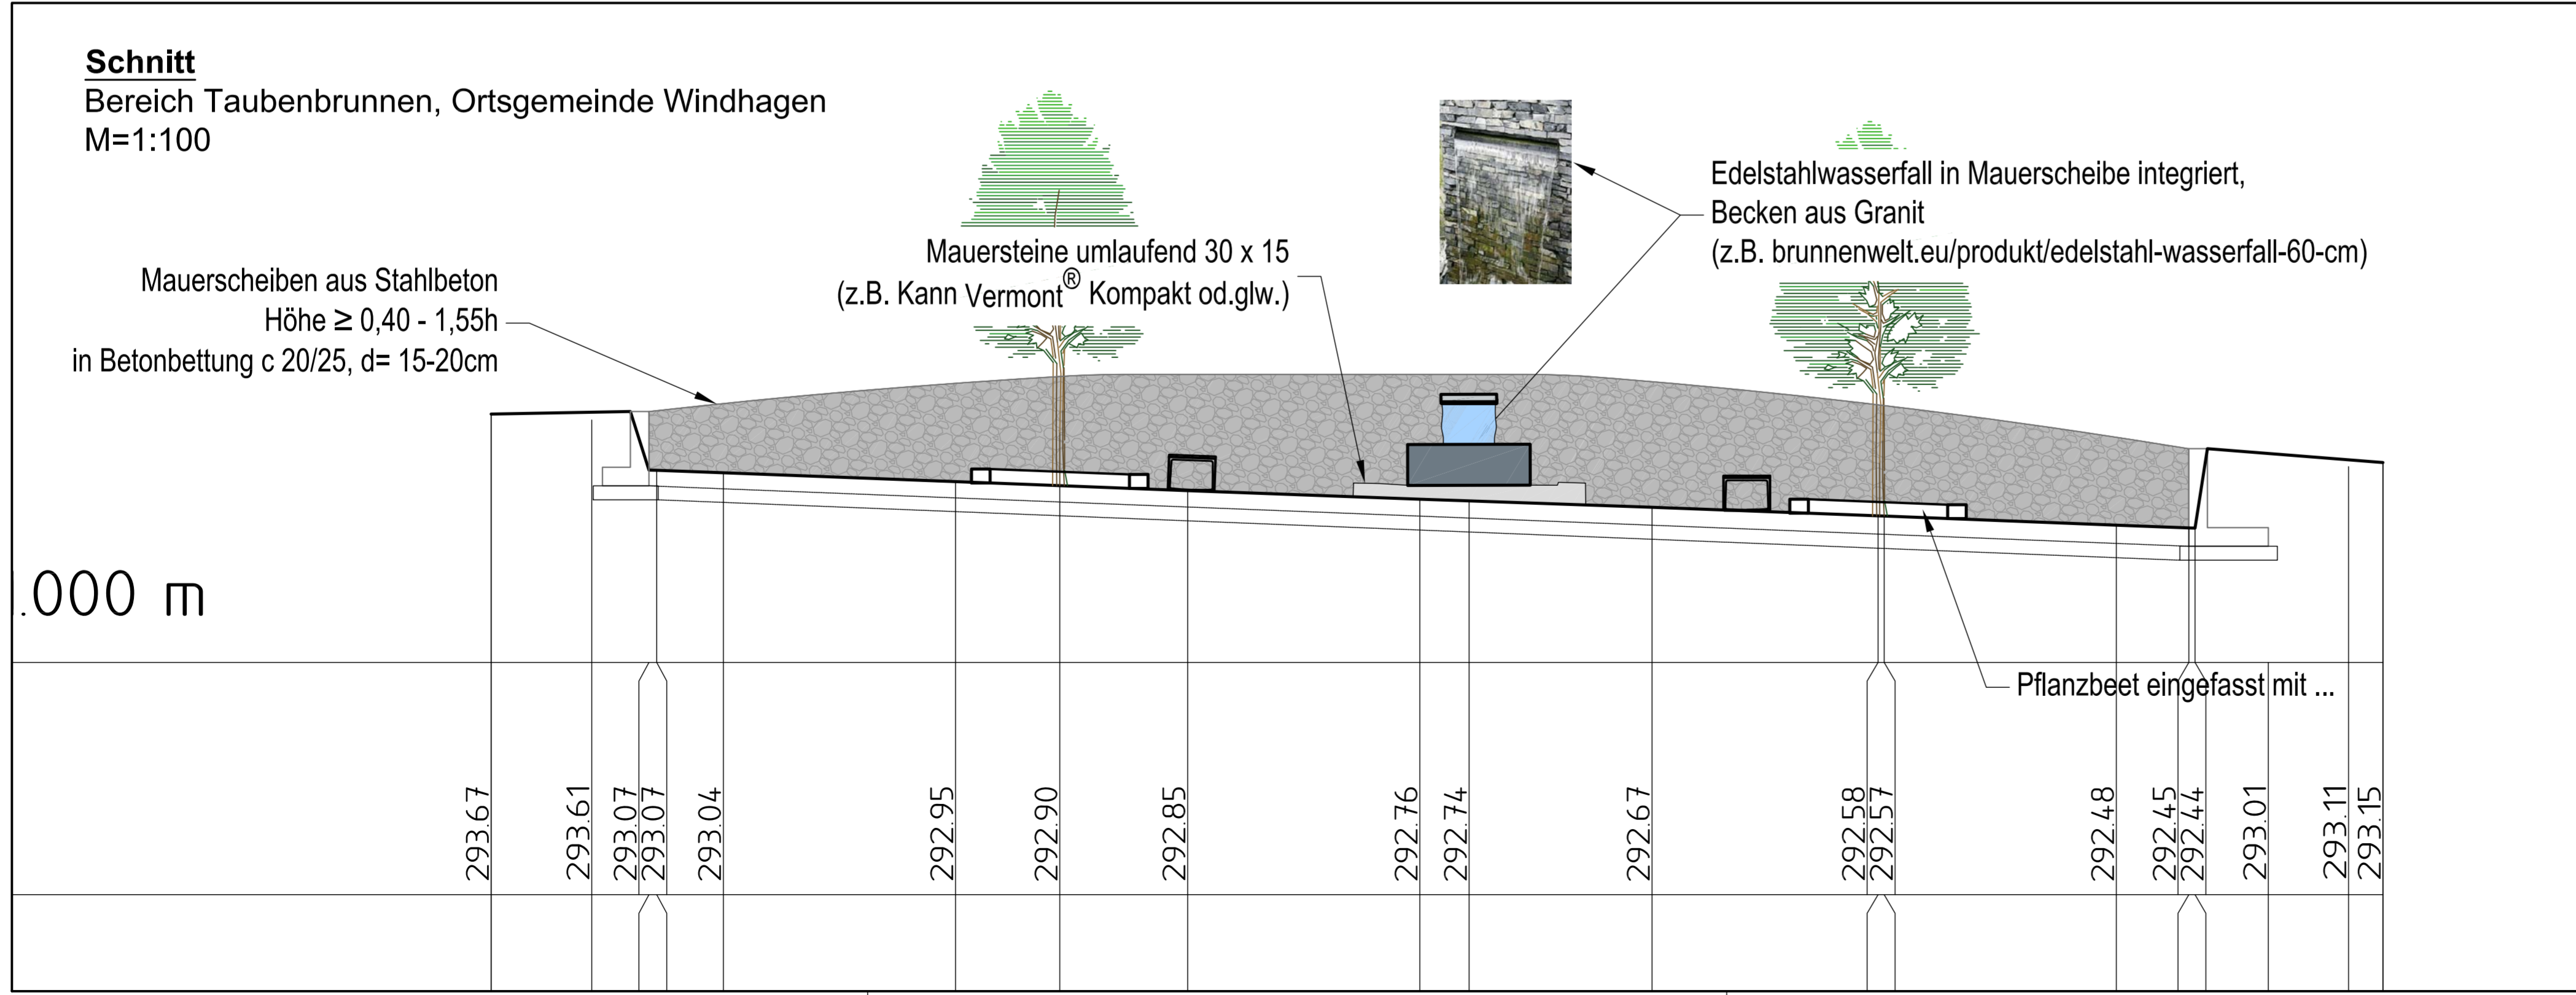 Schnitt
Bereich Taubenbrunnen, Ortsgemeinde Windhagen
M=1:100
Edelstahlwasserfall in Mauerscheibe integriert,
Becken aus Granit
(z.B. brunnenwelt.eu/produkt/edelstahl-wasserfall-60-cm)
Mauersteine umlaufend 30 x 15
(z.B. Kann Vermont® Kompakt od.glw.)
Mauerscheiben aus Stahlbeton
Höhe ≥ 0,40 - 1,55h
in Betonbettung c 20/25, d= 15-20cm
.000 m
Pflanzbeet eingefasst mit ...
293.67
293.61
293.07
293.07
293.04
292.95
292.90
292.85
292.76
292.74
292.67
292.58
292.57
292.48
292.45
292.44
293.01
293.11
293.15